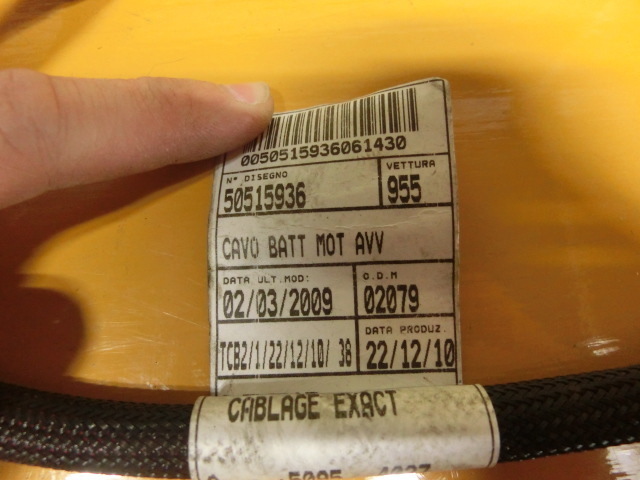 0050515936061430
N° DISEGNO
VETTURA
50515936
955
CAVO BATT MOT AVV
DATA ULT.MOD:
O.D.M
02/03/2009
02079
DATA PRODUZ.
TCB2/1/22/12/10/ 38
22/12/10
CABLAGE EXACT